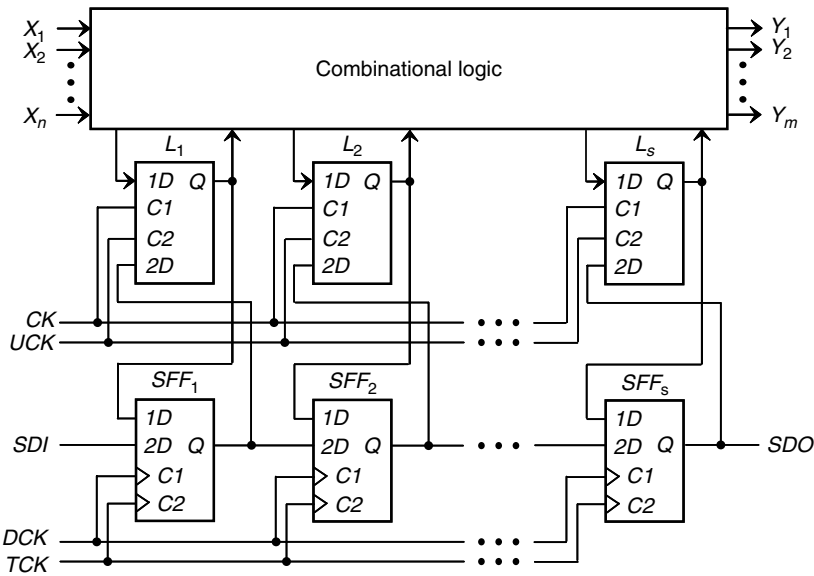 X1 Y1
X2 Combinational logic Y2
Xn Ym
L1 L2 Ls
1D Q 1D Q 1D Q
C1 C1 C1
C2 C2 C2
2D 2D 2D
CK
UCK
SFF1 SFF2 SFFs
1D 1D 1D
SDI 2D Q 2D Q 2D Q SDO
C1 C1 C1
C2 C2 C2
DCK
TCK